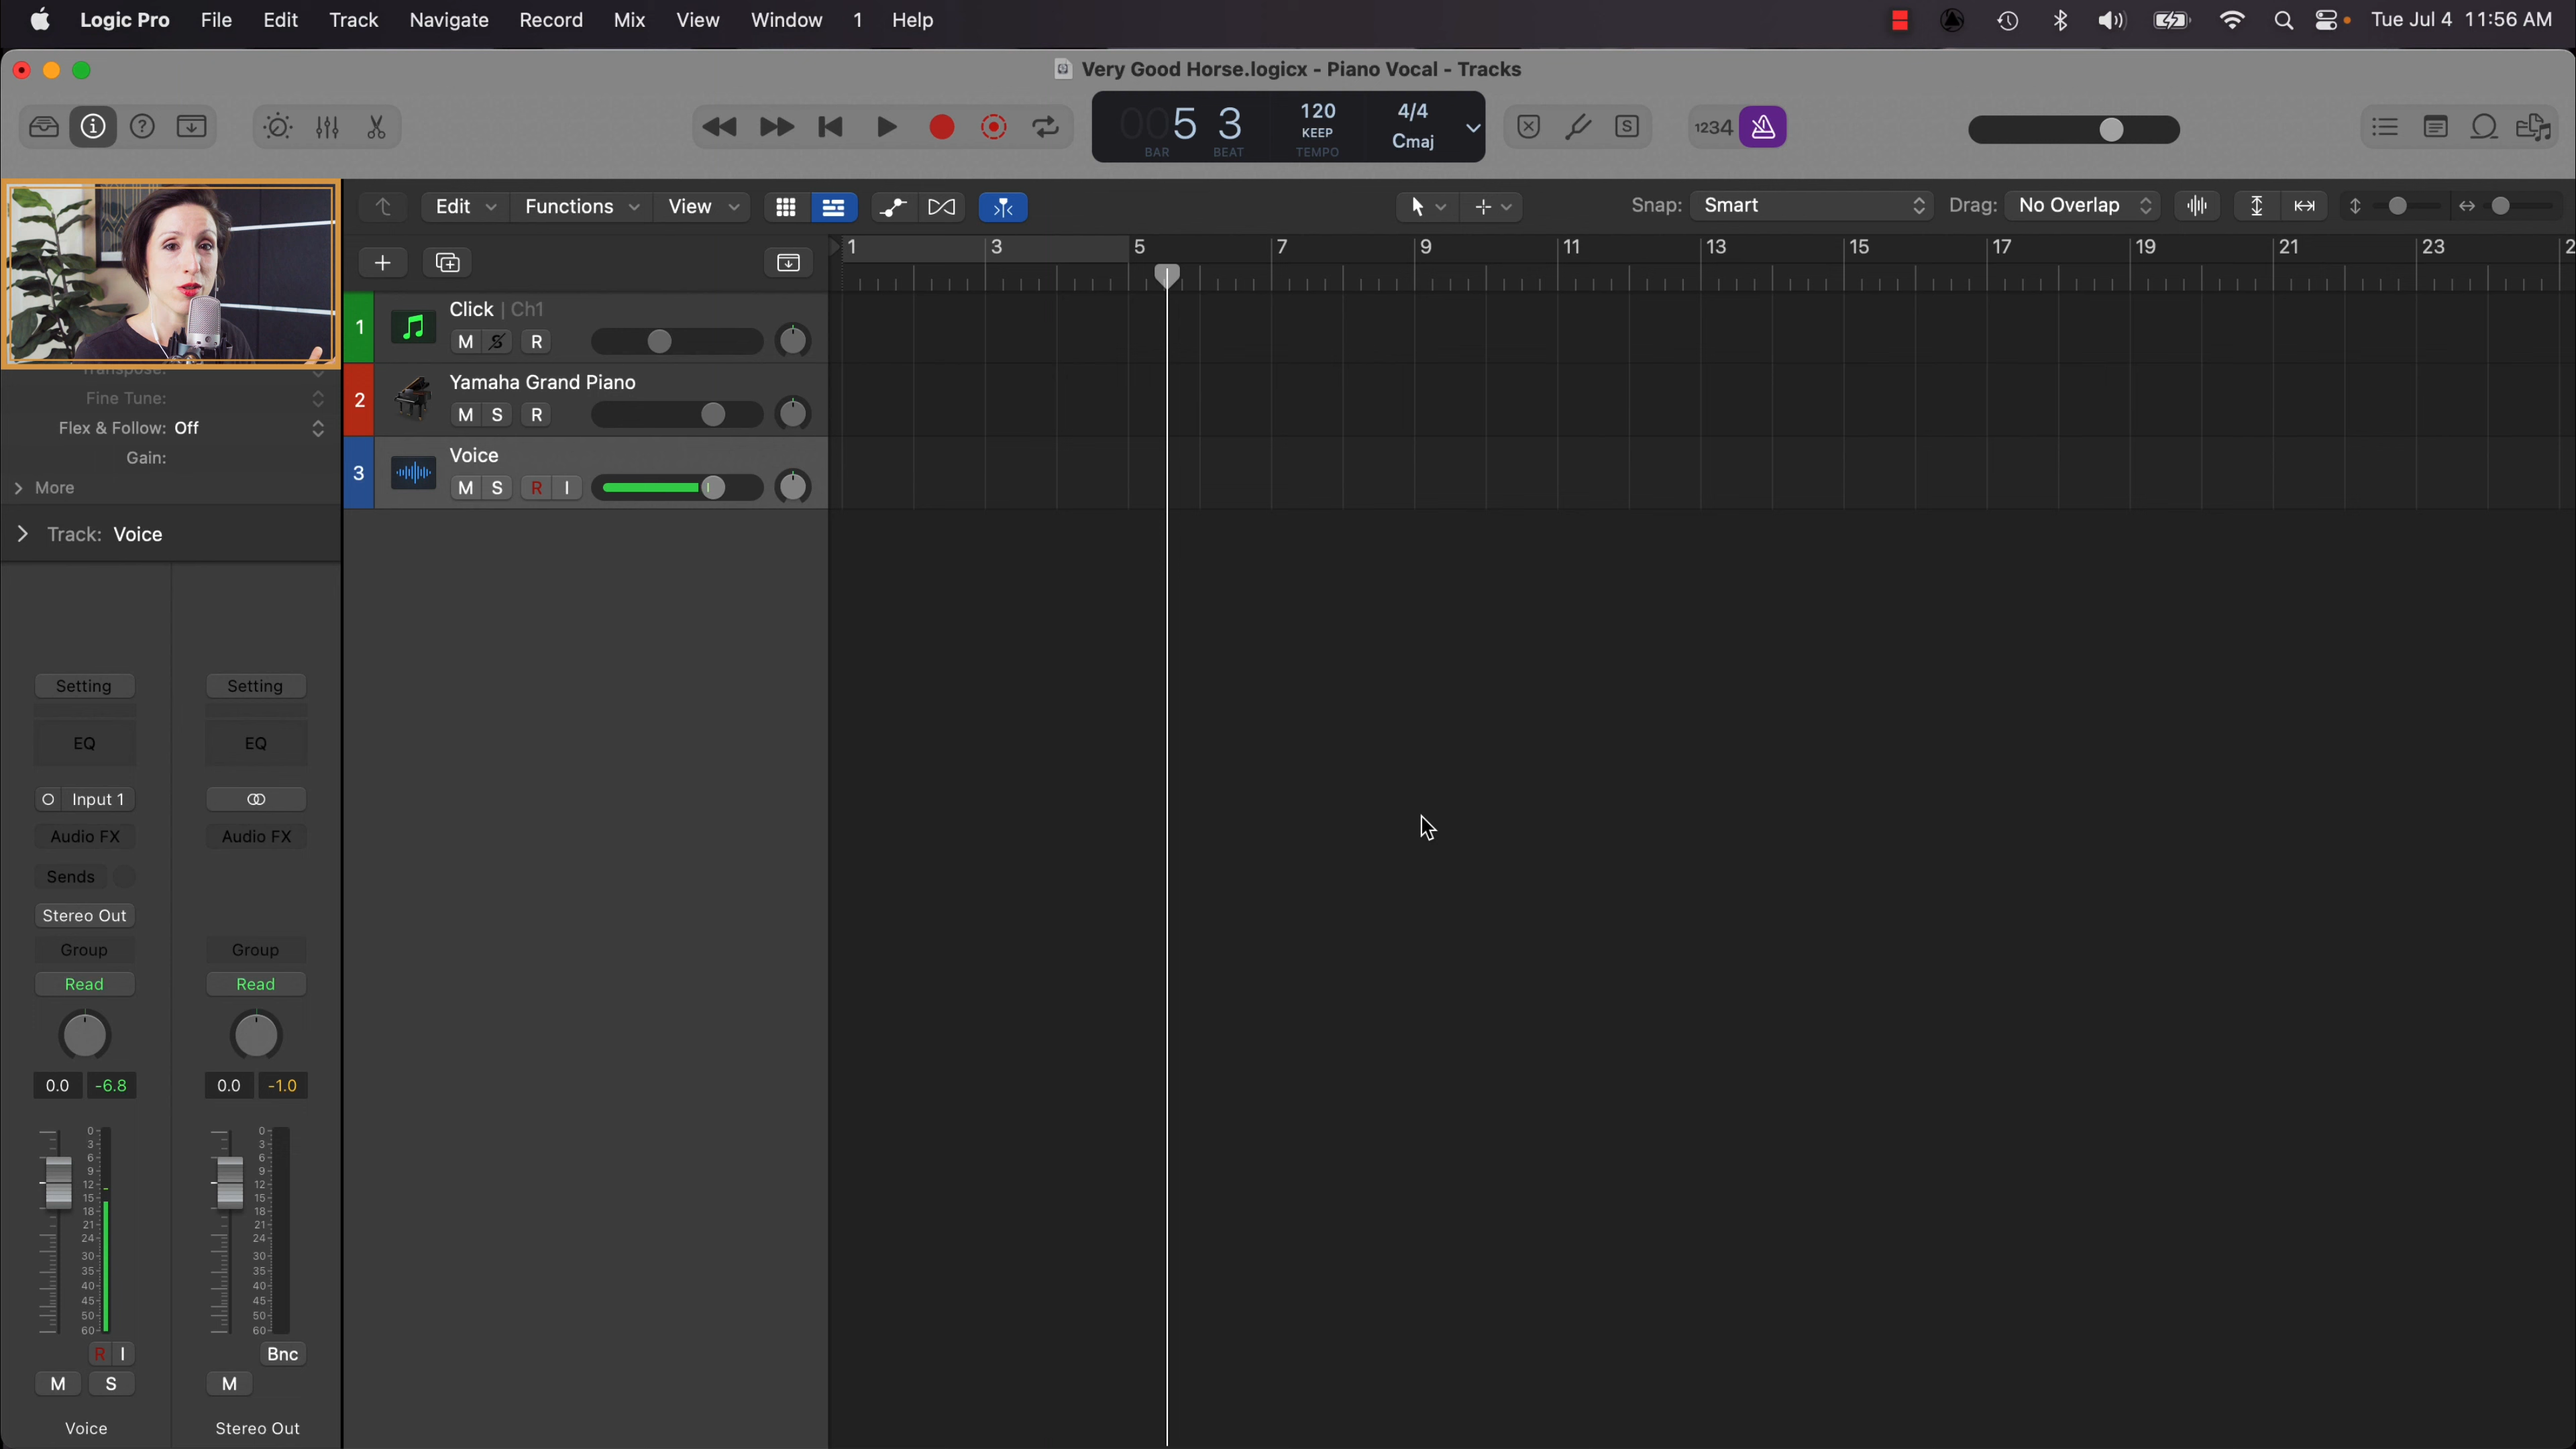 Logic Pro File Edit Track Navigate Record Mix View Window 1 Help Tue Jul 4 11:56 AM
Very Good Horse.logicx - Piano Vocal - Tracks
005 3 120 4/4
KEEP Cmaj
BAR BEAT TEMPO
1234
Edit Functions View Snap: Smart Drag: No Overlap
1 3 5 7 9 11 13 15 17 19 21 23 2
1 Click | Ch1
M S R
2 Yamaha Grand Piano
M S R
3 Voice
M S R I
Transpose:
Fine Tune:
Flex & Follow: Off
Gain:
More
Track: Voice
Setting Setting
EQ EQ
Input 1
Audio FX Audio FX
Sends
Stereo Out
Group Group
Read Read
0.0 -6.8 0.0 -1.0
0 0
3 3
6 6
9 9
12 12
15 15
18 18
21 21
24 24
30 30
35 35
40 40
45 45
50 50
60 60
R I Bnc
M S M
Voice Stereo Out